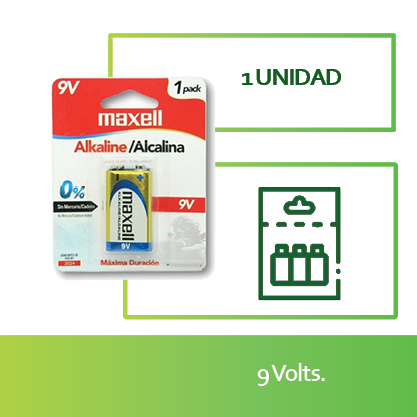 9V
1 pack
maxell
Alkaline/Alcalina
0%
Sin Mercurio/Cadmio
9V
maxell
9V
2024
Máxima Duración
1 UNIDAD
9 Volts.